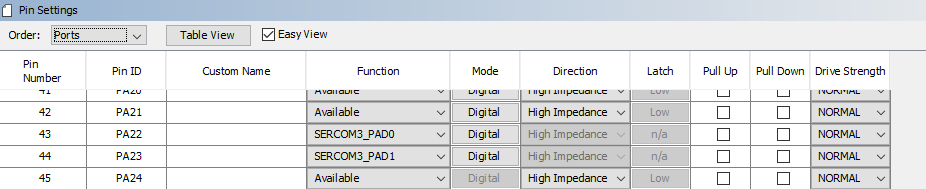 Pin Settings
Order: Ports Table View Easy View
Pin Number Pin ID Custom Name Function Mode Direction Latch Pull Up Pull Down Drive Strength
41 PA20 Available Digital High Impedance Low NORMAL
42 PA21 Available Digital High Impedance Low NORMAL
43 PA22 SERCOM3_PAD0 Digital High Impedance n/a NORMAL
44 PA23 SERCOM3_PAD1 Digital High Impedance n/a NORMAL
45 PA24 Available Digital High Impedance Low NORMAL